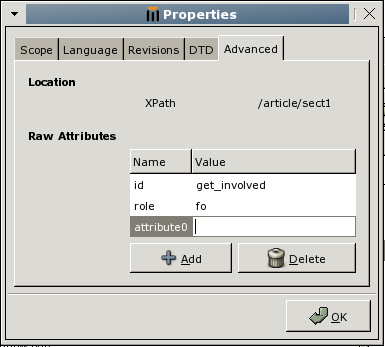 Properties
Scope Language Revisions DTD Advanced
Location
XPath /article/sect1
Raw Attributes
Name Value
id get_involved
role fo
attribute0
Add Delete
OK